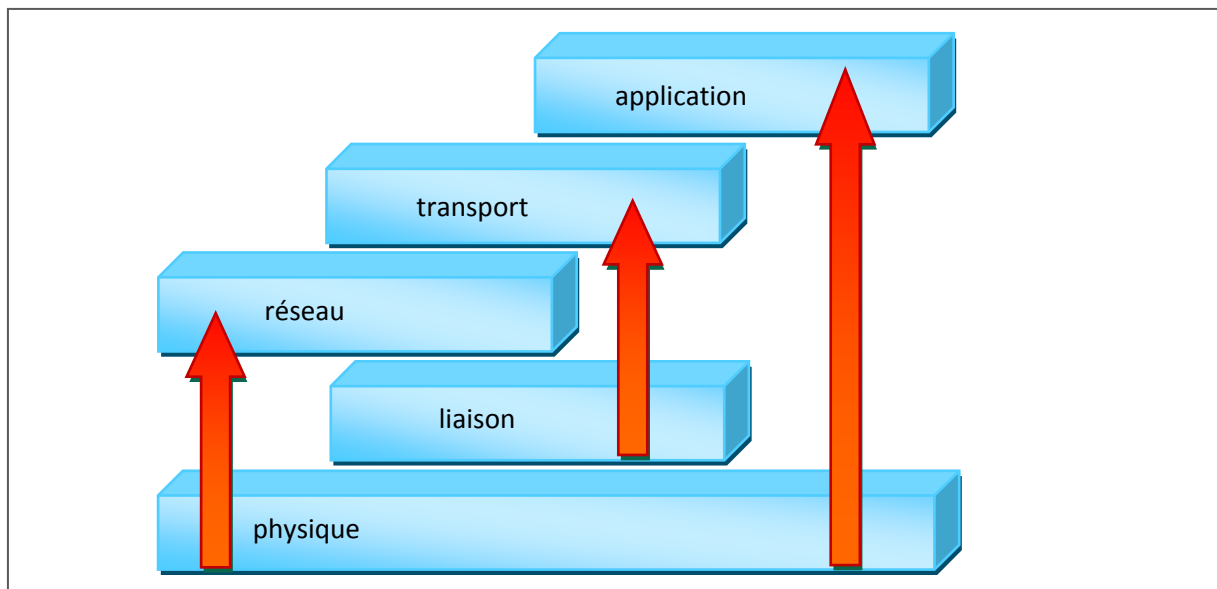 application
transport
réseau
liaison
physique